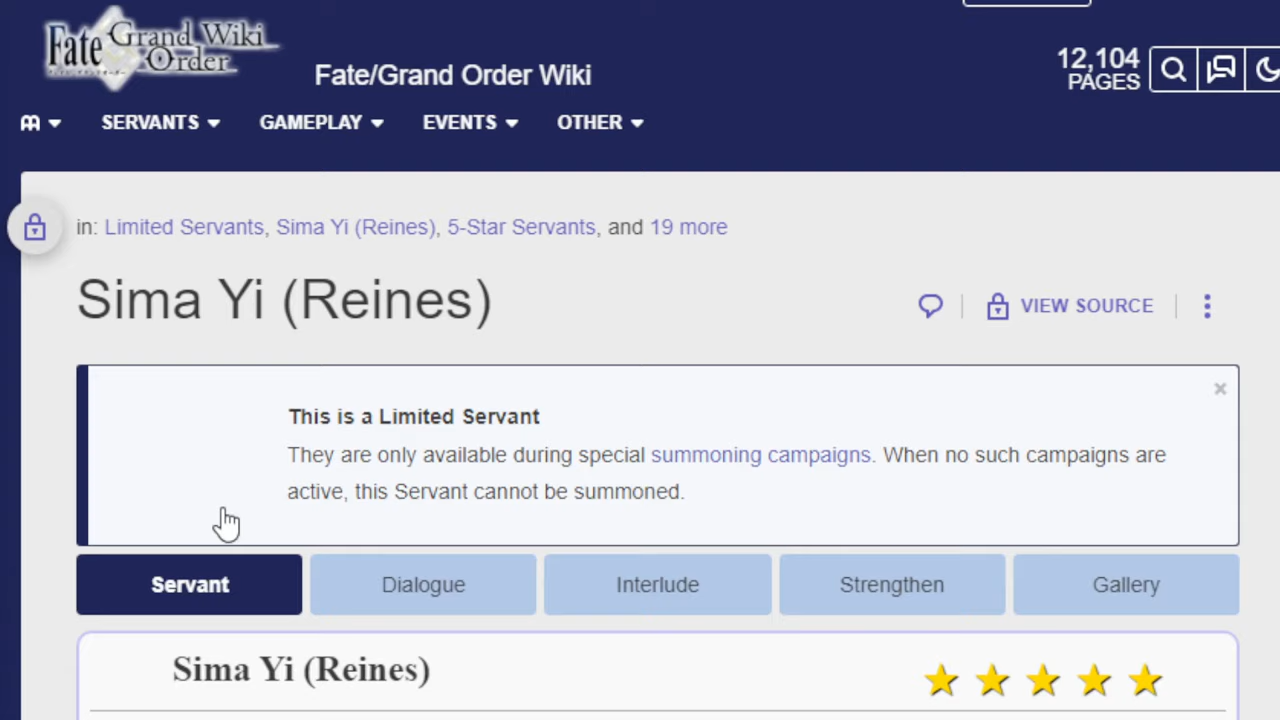 Fate Grand Wiki
Order
Fate/Grand Order Wiki
12,104
PAGES
SERVANTS
GAMEPLAY
EVENTS
OTHER
in: Limited Servants, Sima Yi (Reines), 5-Star Servants, and 19 more
Sima Yi (Reines)
VIEW SOURCE
This is a Limited Servant
They are only available during special summoning campaigns. When no such campaigns are
active, this Servant cannot be summoned.
Servant
Dialogue
Interlude
Strengthen
Gallery
Sima Yi (Reines)